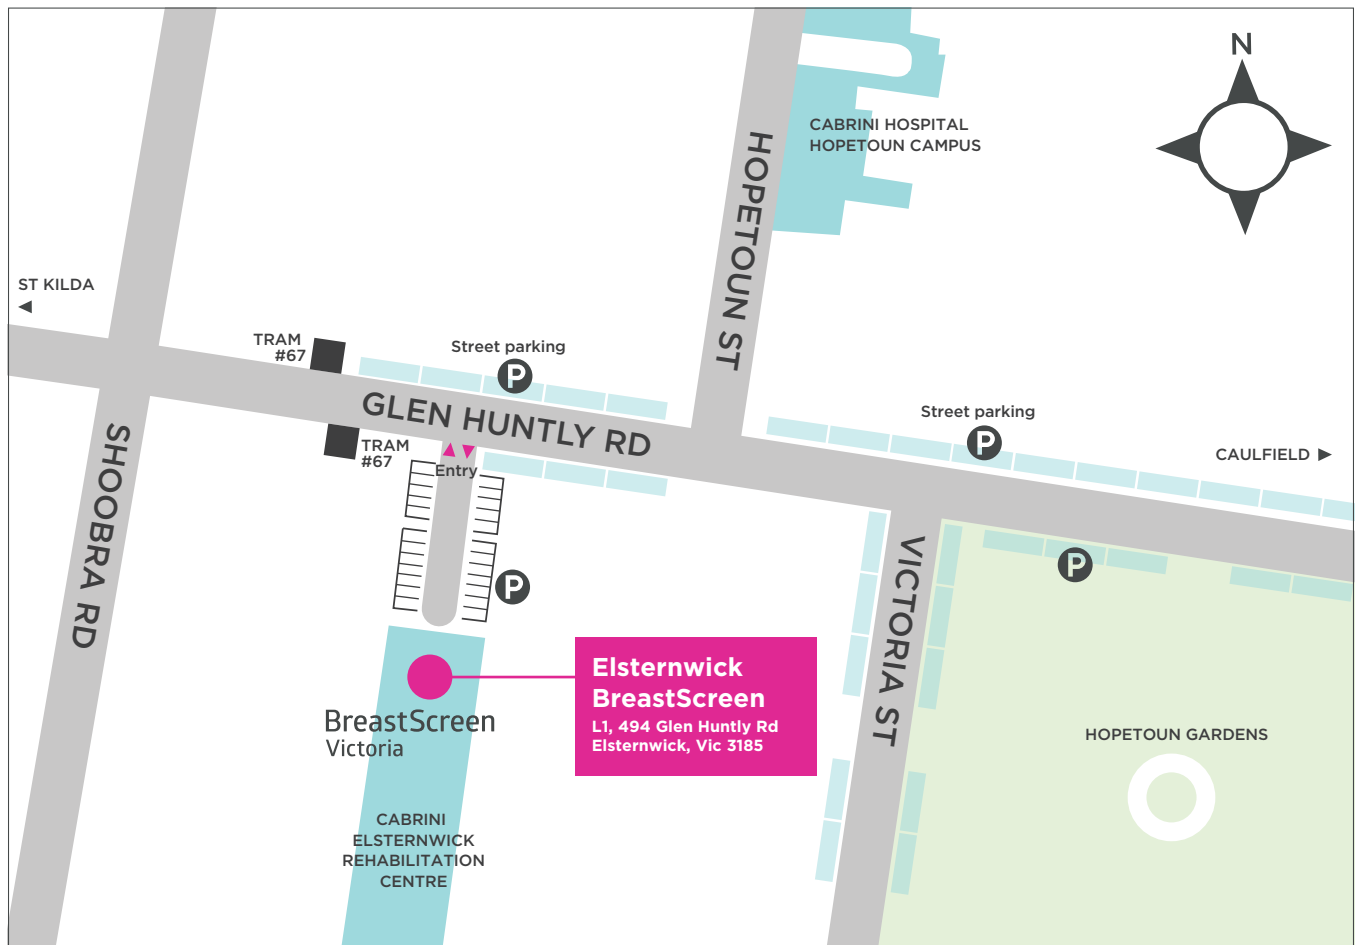 N
CABRINI HOSPITAL
HOPETOUN CAMPUS
HOPETOUN ST
ST KILDA
TRAM
#67
Street parking
P
GLEN HUNTLY RD
Street parking
P
TRAM
#67
Entry
CAULFIELD
SHOOBRA RD
P
P
VICTORIA ST
Elsternwick
BreastScreen
L1, 494 Glen Huntly Rd
Elsternwick, Vic 3185
BreastScreen
Victoria
HOPETOUN GARDENS
CABRINI
ELSTERNWICK
REHABILITATION
CENTRE